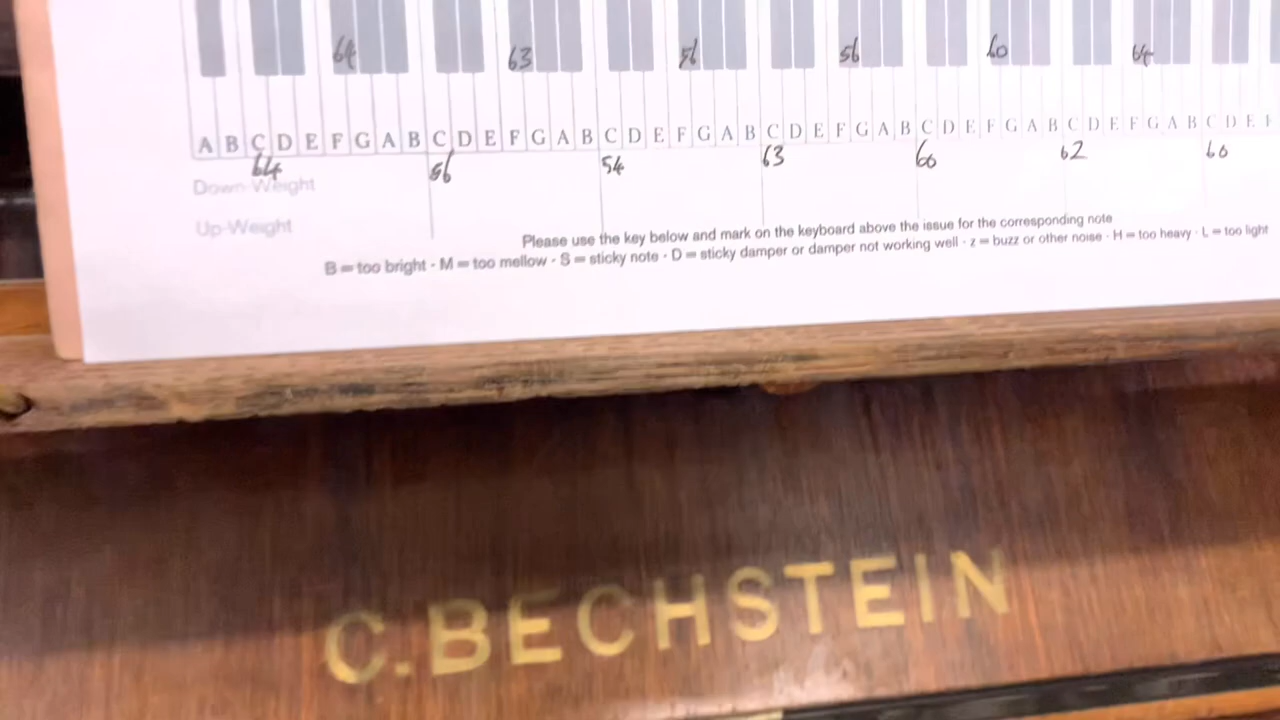 64 63 56 56 60 64
A B C D E F G A B C D E F G A B C D E F G A B C D E F G A B C D E F G A B C D E F G A B C D E F
64 56 54 63 60 62 60
Down-Weight
Up-Weight
Please use the key below and mark on the keyboard above the issue for the corresponding note
B = too bright · M = too mellow · S = sticky note · D = sticky damper or damper not working well · z = buzz or other noise · H = too heavy · L = too light
C.BECHSTEIN